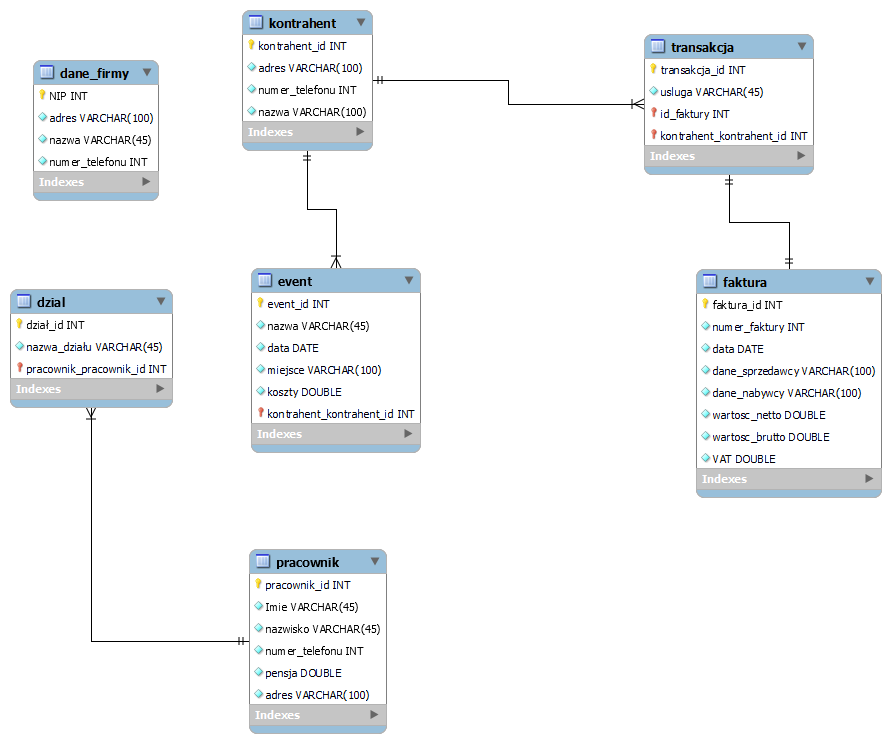 dane_firmy
NIP INT
adres VARCHAR(100)
nazwa VARCHAR(45)
numer_telefonu INT
Indexes
kontrahent
kontrahent_id INT
adres VARCHAR(100)
numer_telefonu INT
nazwa VARCHAR(100)
Indexes
transakcja
transakcja_id INT
usluga VARCHAR(45)
id_faktury INT
kontrahent_kontrahent_id INT
Indexes
dzial
dział_id INT
nazwa_działu VARCHAR(45)
pracownik_pracownik_id INT
Indexes
event
event_id INT
nazwa VARCHAR(45)
data DATE
miejsce VARCHAR(100)
koszty DOUBLE
kontrahent_kontrahent_id INT
Indexes
faktura
faktura_id INT
numer_faktury INT
data DATE
dane_sprzedawcy VARCHAR(100)
dane_nabywcy VARCHAR(100)
wartosc_netto DOUBLE
wartosc_brutto DOUBLE
VAT DOUBLE
Indexes
pracownik
pracownik_id INT
Imie VARCHAR(45)
nazwisko VARCHAR(45)
numer_telefonu INT
pensja DOUBLE
adres VARCHAR(100)
Indexes